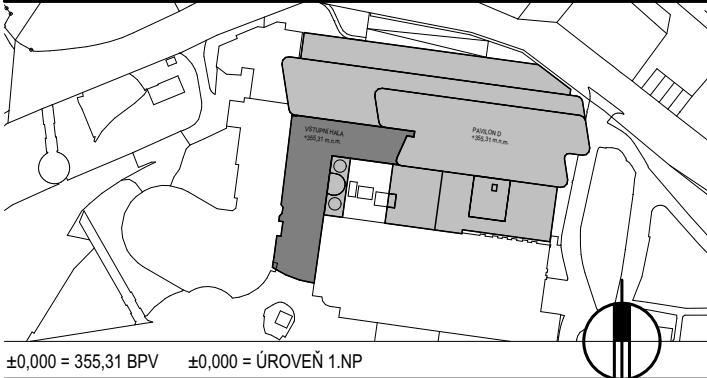 VSTUPNÍ HALA
+355,31 m.n.m.
PAVILON D
+355,31 m.n.m.
±0,000 = 355,31 BPV ±0,000 = ÚROVEŇ 1.NP